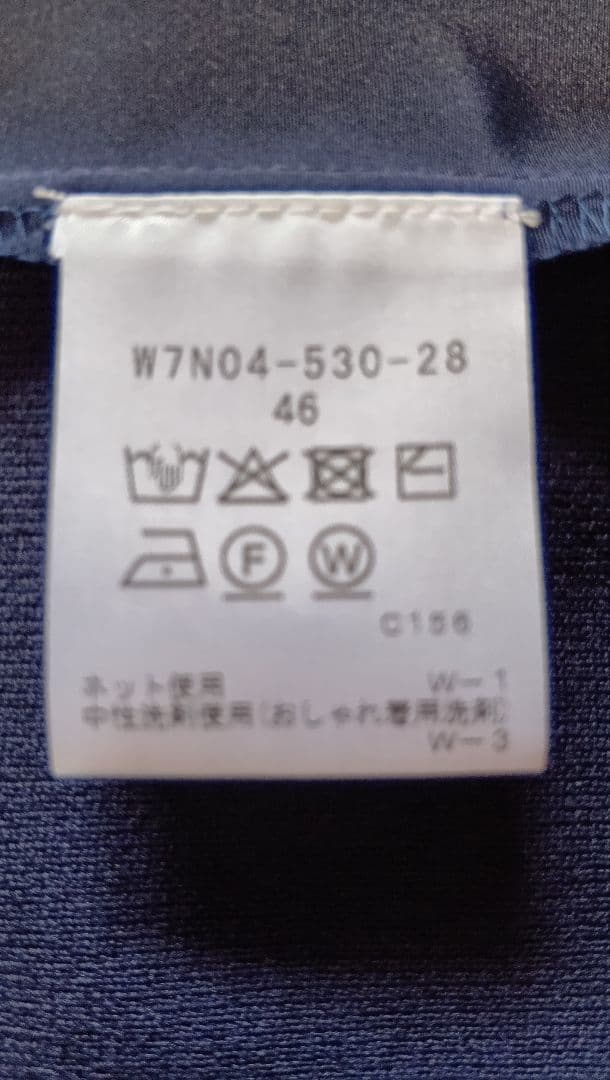 W7N04-530-28
46
F W
C156
ネット使用 W-1
中性洗剤使用(おしゃれ着用洗剤)
W-3